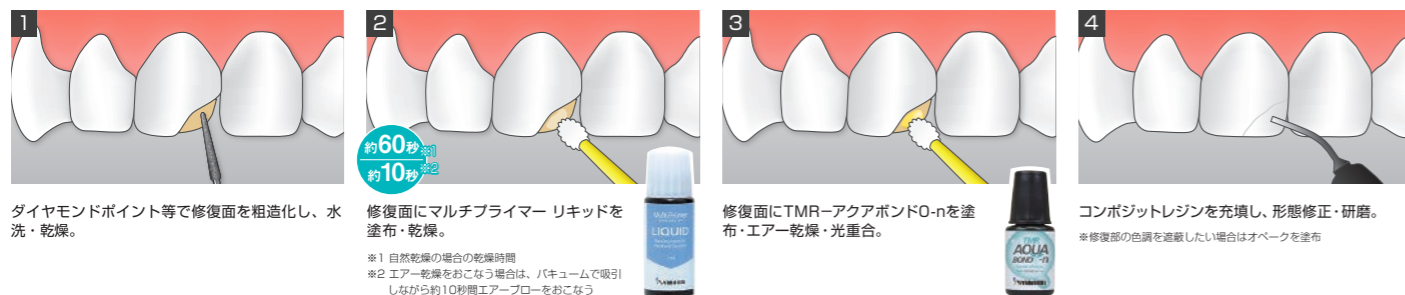 1
ダイヤモンドポイント等で修復面を粗造化し、水
洗・乾燥。
2
約60秒※1
約10秒※2
修復面にマルチプライマー リキッドを
塗布・乾燥。
※1 自然乾燥の場合の乾燥時間
※2 エアー乾燥をおこなう場合は、バキュームで吸引
しながら約10秒間エアーブローをおこなう
LIQUID
3
修復面にTMR−アクアボンド0-nを塗
布・エアー乾燥・光重合。
TMR
AQUA
BOND 0-n
4
コンポジットレジンを充填し、形態修正・研磨。
※修復部の色調を遮蔽したい場合はオペークを塗布